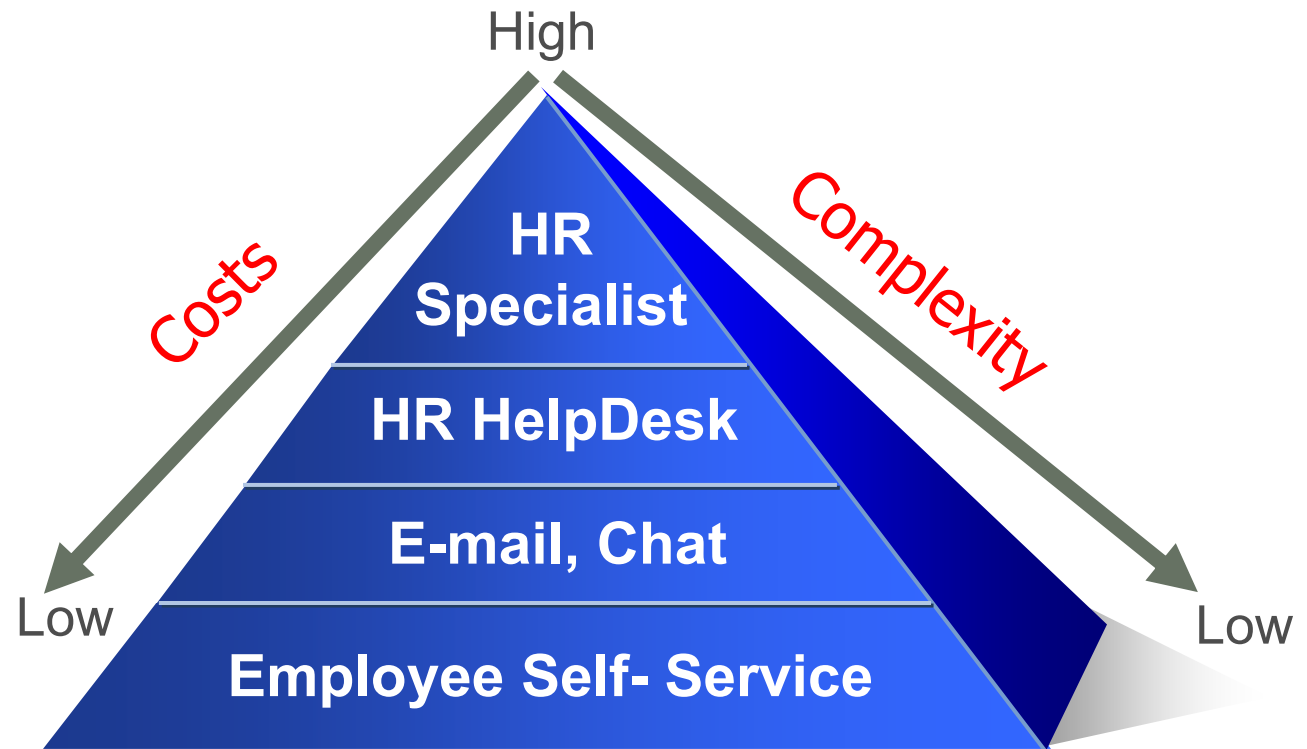 High
Costs
Complexity
HR
Specialist
HR HelpDesk
E-mail, Chat
Low
Low
Employee Self- Service